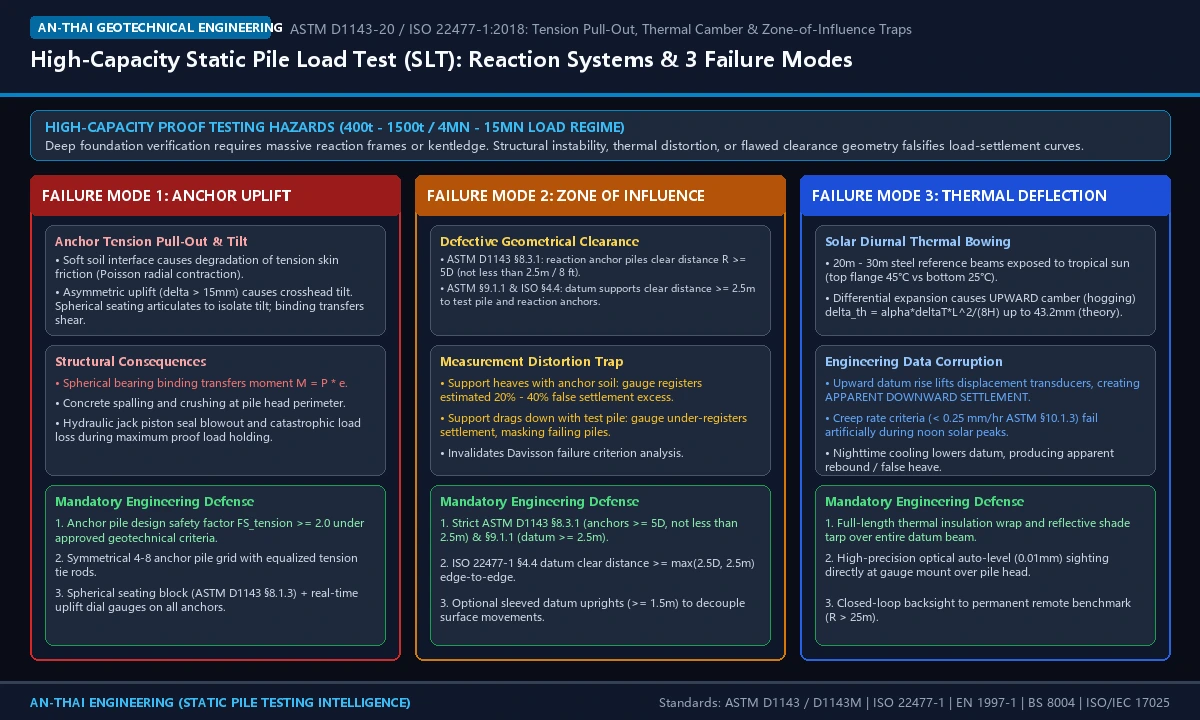 AN-THAI GEOTECHNICAL ENGINEERING ASTM D1143-20 / ISO 22477-1:2018: Tension Pull-Out, Thermal Camber & Zone-of-Influence Traps
High-Capacity Static Pile Load Test (SLT): Reaction Systems & 3 Failure Modes
HIGH-CAPACITY PROOF TESTING HAZARDS (400t - 1500t / 4MN - 15MN LOAD REGIME)
Deep foundation verification requires massive reaction frames or kentledge. Structural instability, thermal distortion, or flawed clearance geometry falsifies load-settlement curves.
FAILURE MODE 1: ANCHOR UPLIFT
Anchor Tension Pull-Out & Tilt
• Soft soil interface causes degradation of tension skin
friction (Poisson radial contraction).
• Asymmetric uplift (delta > 15mm) causes crosshead tilt.
Spherical seating articulates to isolate tilt; binding transfers
shear.
Structural Consequences
• Spherical bearing binding transfers moment M = P * e.
• Concrete spalling and crushing at pile head perimeter.
• Hydraulic jack piston seal blowout and catastrophic load
loss during maximum proof load holding.
Mandatory Engineering Defense
1. Anchor pile design safety factor FS_tension >= 2.0 under
approved geotechnical criteria.
2. Symmetrical 4-8 anchor pile grid with equalized tension
tie rods.
3. Spherical seating block (ASTM D1143 §8.1.3) + real-time
uplift dial gauges on all anchors.
FAILURE MODE 2: ZONE OF INFLUENCE
Defective Geometrical Clearance
• ASTM D1143 §8.3.1: reaction anchor piles clear distance R >=
5D (not less than 2.5m / 8 ft).
• ASTM §9.1.1 & ISO §4.4: datum supports clear distance >= 2.5m
to test pile and reaction anchors.
Measurement Distortion Trap
• Support heaves with anchor soil: gauge registers
estimated 20% - 40% false settlement excess.
• Support drags down with test pile: gauge under-registers
settlement, masking failing piles.
• Invalidates Davisson failure criterion analysis.
Mandatory Engineering Defense
1. Strict ASTM D1143 §8.3.1 (anchors >= 5D, not less than
2.5m) & §9.1.1 (datum >= 2.5m).
2. ISO 22477-1 §4.4 datum clear distance >= max(2.5D, 2.5m)
edge-to-edge.
3. Optional sleeved datum uprights (>= 1.5m) to decouple
surface movements.
FAILURE MODE 3: THERMAL DEFLECTION
Solar Diurnal Thermal Bowing
• 20m - 30m steel reference beams exposed to tropical sun
(top flange 45°C vs bottom 25°C).
• Differential expansion causes UPWARD camber (hogging)
delta_th = alpha*deltaT*L^2/(8H) up to 43.2mm (theory).
Engineering Data Corruption
• Upward datum rise lifts displacement transducers, creating
APPARENT DOWNWARD SETTLEMENT.
• Creep rate criteria (< 0.25 mm/hr ASTM §10.1.3) fail
artificially during noon solar peaks.
• Nighttime cooling lowers datum, producing apparent
rebound / false heave.
Mandatory Engineering Defense
1. Full-length thermal insulation wrap and reflective shade
tarp over entire datum beam.
2. High-precision optical auto-level (0.01mm) sighting
directly at gauge mount over pile head.
3. Closed-loop backsight to permanent remote benchmark
(R > 25m).
AN-THAI ENGINEERING (STATIC PILE TESTING INTELLIGENCE)
Standards: ASTM D1143 / D1143M | ISO 22477-1 | EN 1997-1 | BS 8004 | ISO/IEC 17025